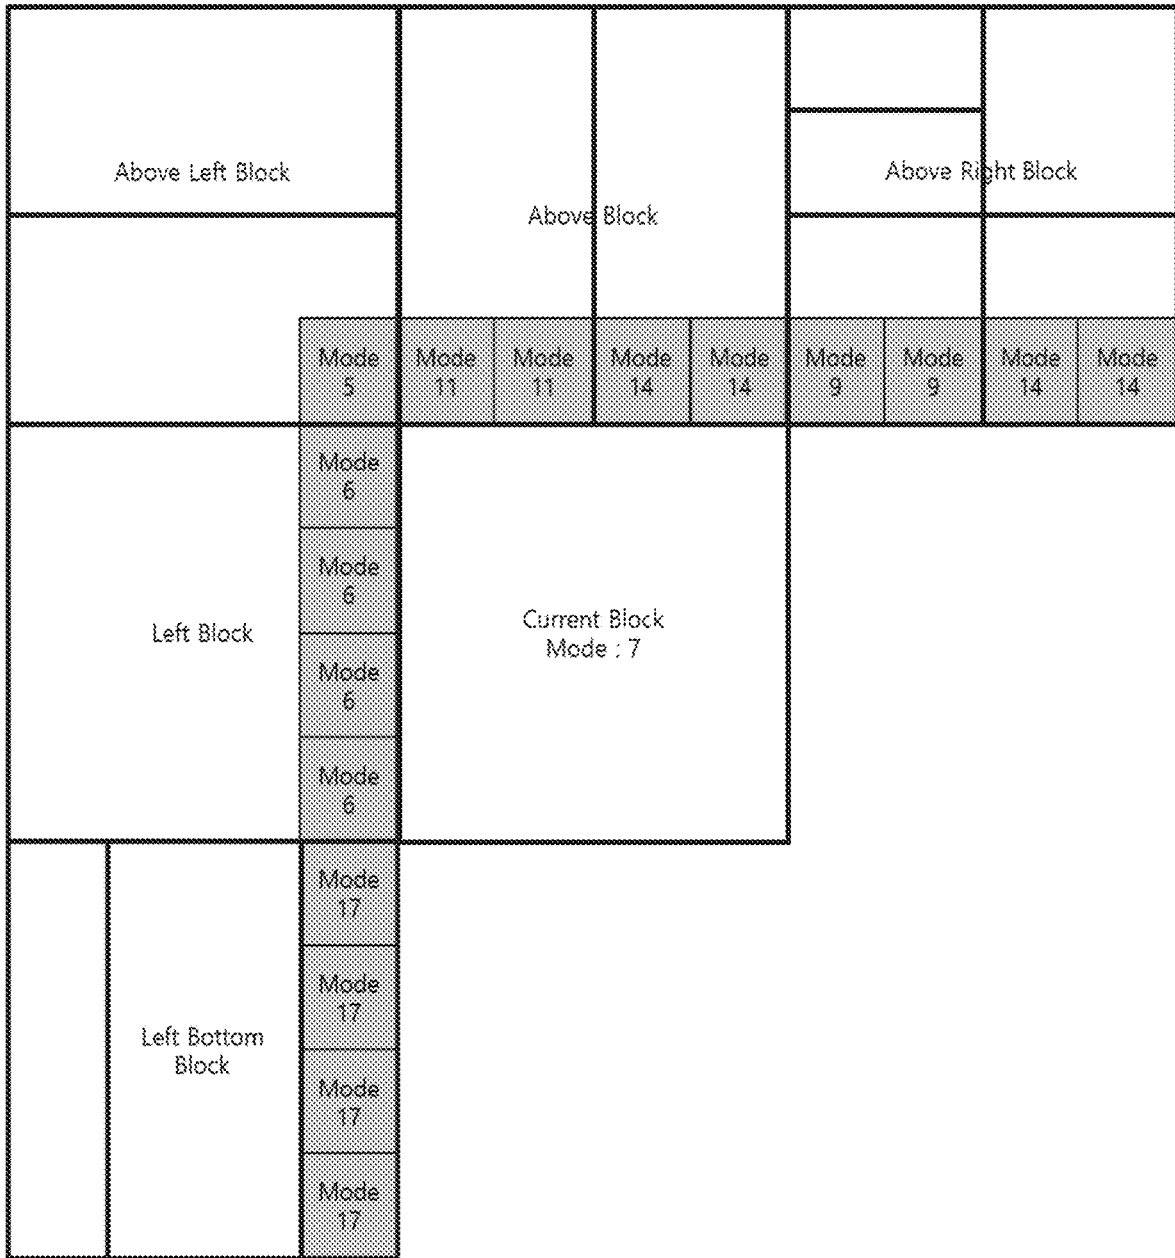 Above Left Block
Above Block
Above Right Block
Mode
5
Mode
11
Mode
11
Mode
14
Mode
14
Mode
9
Mode
9
Mode
14
Mode
14
Mode
6
Mode
6
Mode
6
Mode
6
Left Block
Current Block
Mode : 7
Mode
17
Mode
17
Mode
17
Mode
17
Left Bottom
Block